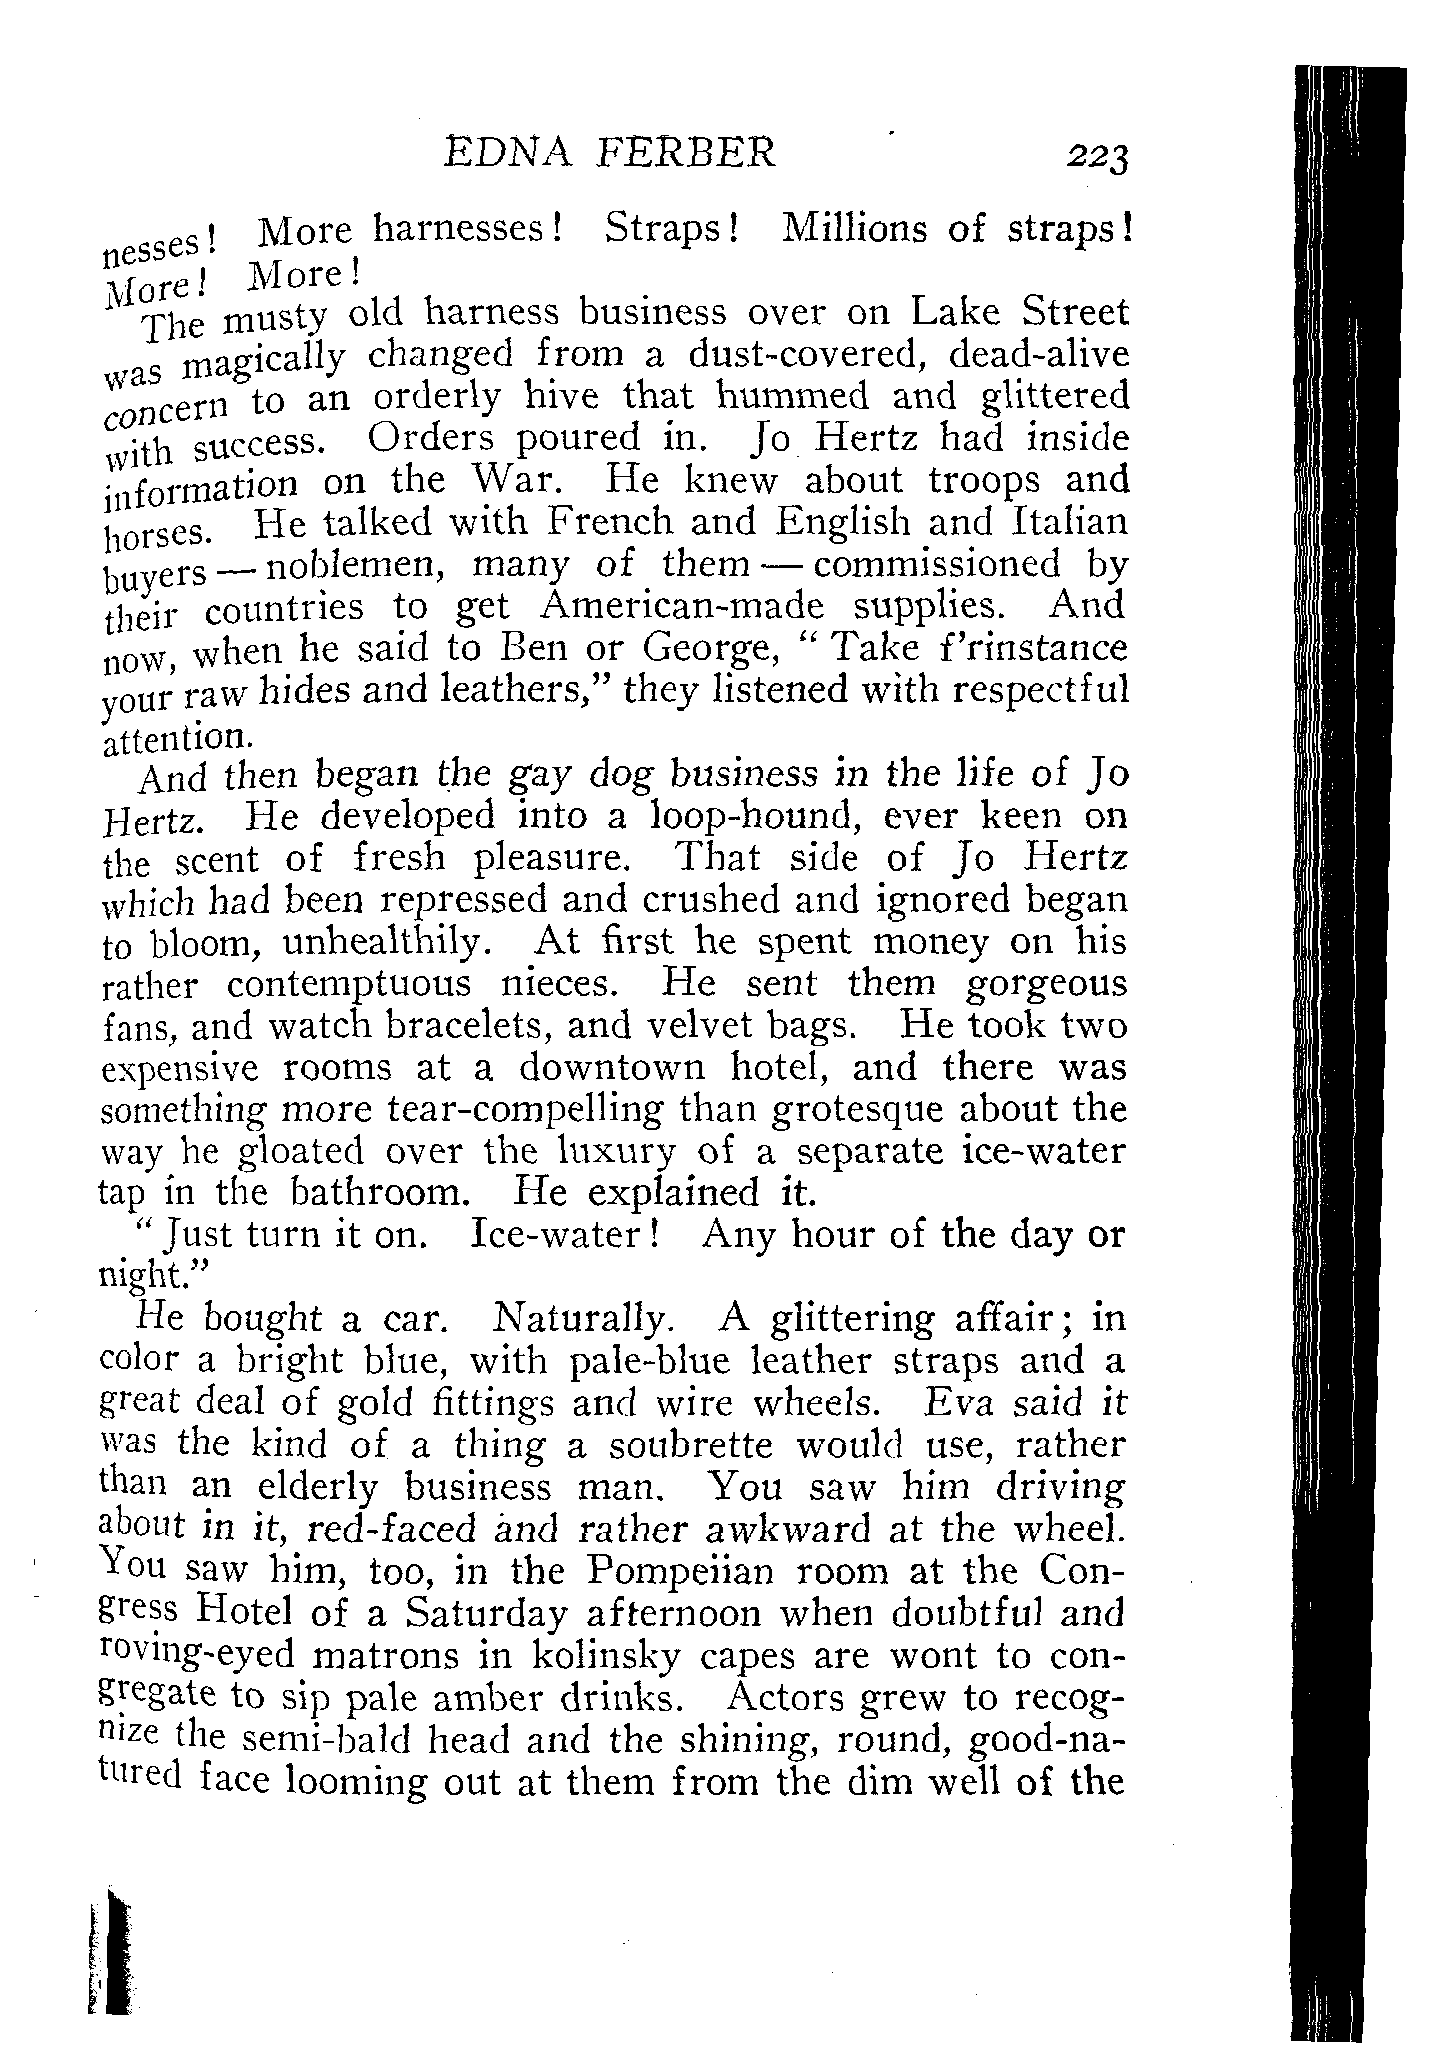 EDNA FERBER 223
nesses! More harnesses! Straps! Millions of straps!
More! More!
The musty old harness business over on Lake Street
was magically changed from a dust-covered, dead-alive
concern to an orderly hive that hummed and glittered
with success. Orders poured in. Jo Hertz had inside
information on the War. He knew about troops and
horses. He talked with French and English and Italian
buyers — noblemen, many of them — commissioned by
their countries to get American-made supplies. And
now, when he said to Ben or George, " Take f'rinstance
your raw hides and leathers," they listened with respectful
attention.
And then began the gay dog business in the life of Jo
Hertz. He developed into a loop-hound, ever keen on
the scent of fresh pleasure. That side of Jo Hertz
which had been repressed and crushed and ignored began
to bloom, unhealthily. At first he spent money on his
rather contemptuous nieces. He sent them gorgeous
fans, and watch bracelets, and velvet bags. He took two
expensive rooms at a downtown hotel, and there was
something more tear-compelling than grotesque about the
way he gloated over the luxury of a separate ice-water
tap in the bathroom. He explained it.
" Just turn it on. Ice-water! Any hour of the day or
night."
He bought a car. Naturally. A glittering affair; in
color a bright blue, with pale-blue leather straps and a
great deal of gold fittings and wire wheels. Eva said it
was the kind of a thing a soubrette would use, rather
than an elderly business man. You saw him driving
about in it, red-faced and rather awkward at the wheel.
You saw him, too, in the Pompeiian room at the Con-
gress Hotel of a Saturday afternoon when doubtful and
roving-eyed matrons in kolinsky capes are wont to con-
gregate to sip pale amber drinks. Actors grew to recog-
nize the semi-bald head and the shining, round, good-na-
tured face looming out at them from the dim well of the